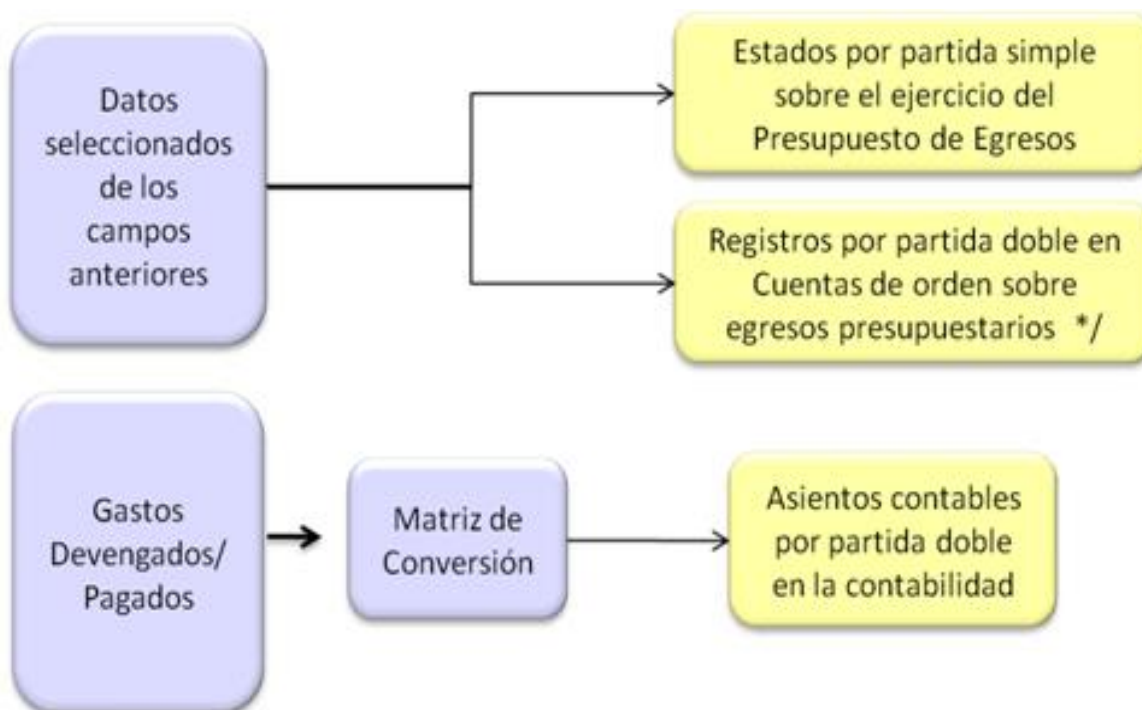 Datos
seleccionados
de los
campos
anteriores
Estados por partida simple
sobre el ejercicio del
Presupuesto de Egresos
Registros por partida doble en
Cuentas de orden sobre
egresos presupuestarios */
Gastos
Devengados/
Pagados
Matriz de
Conversión
Asientos contables
por partida doble
en la contabilidad